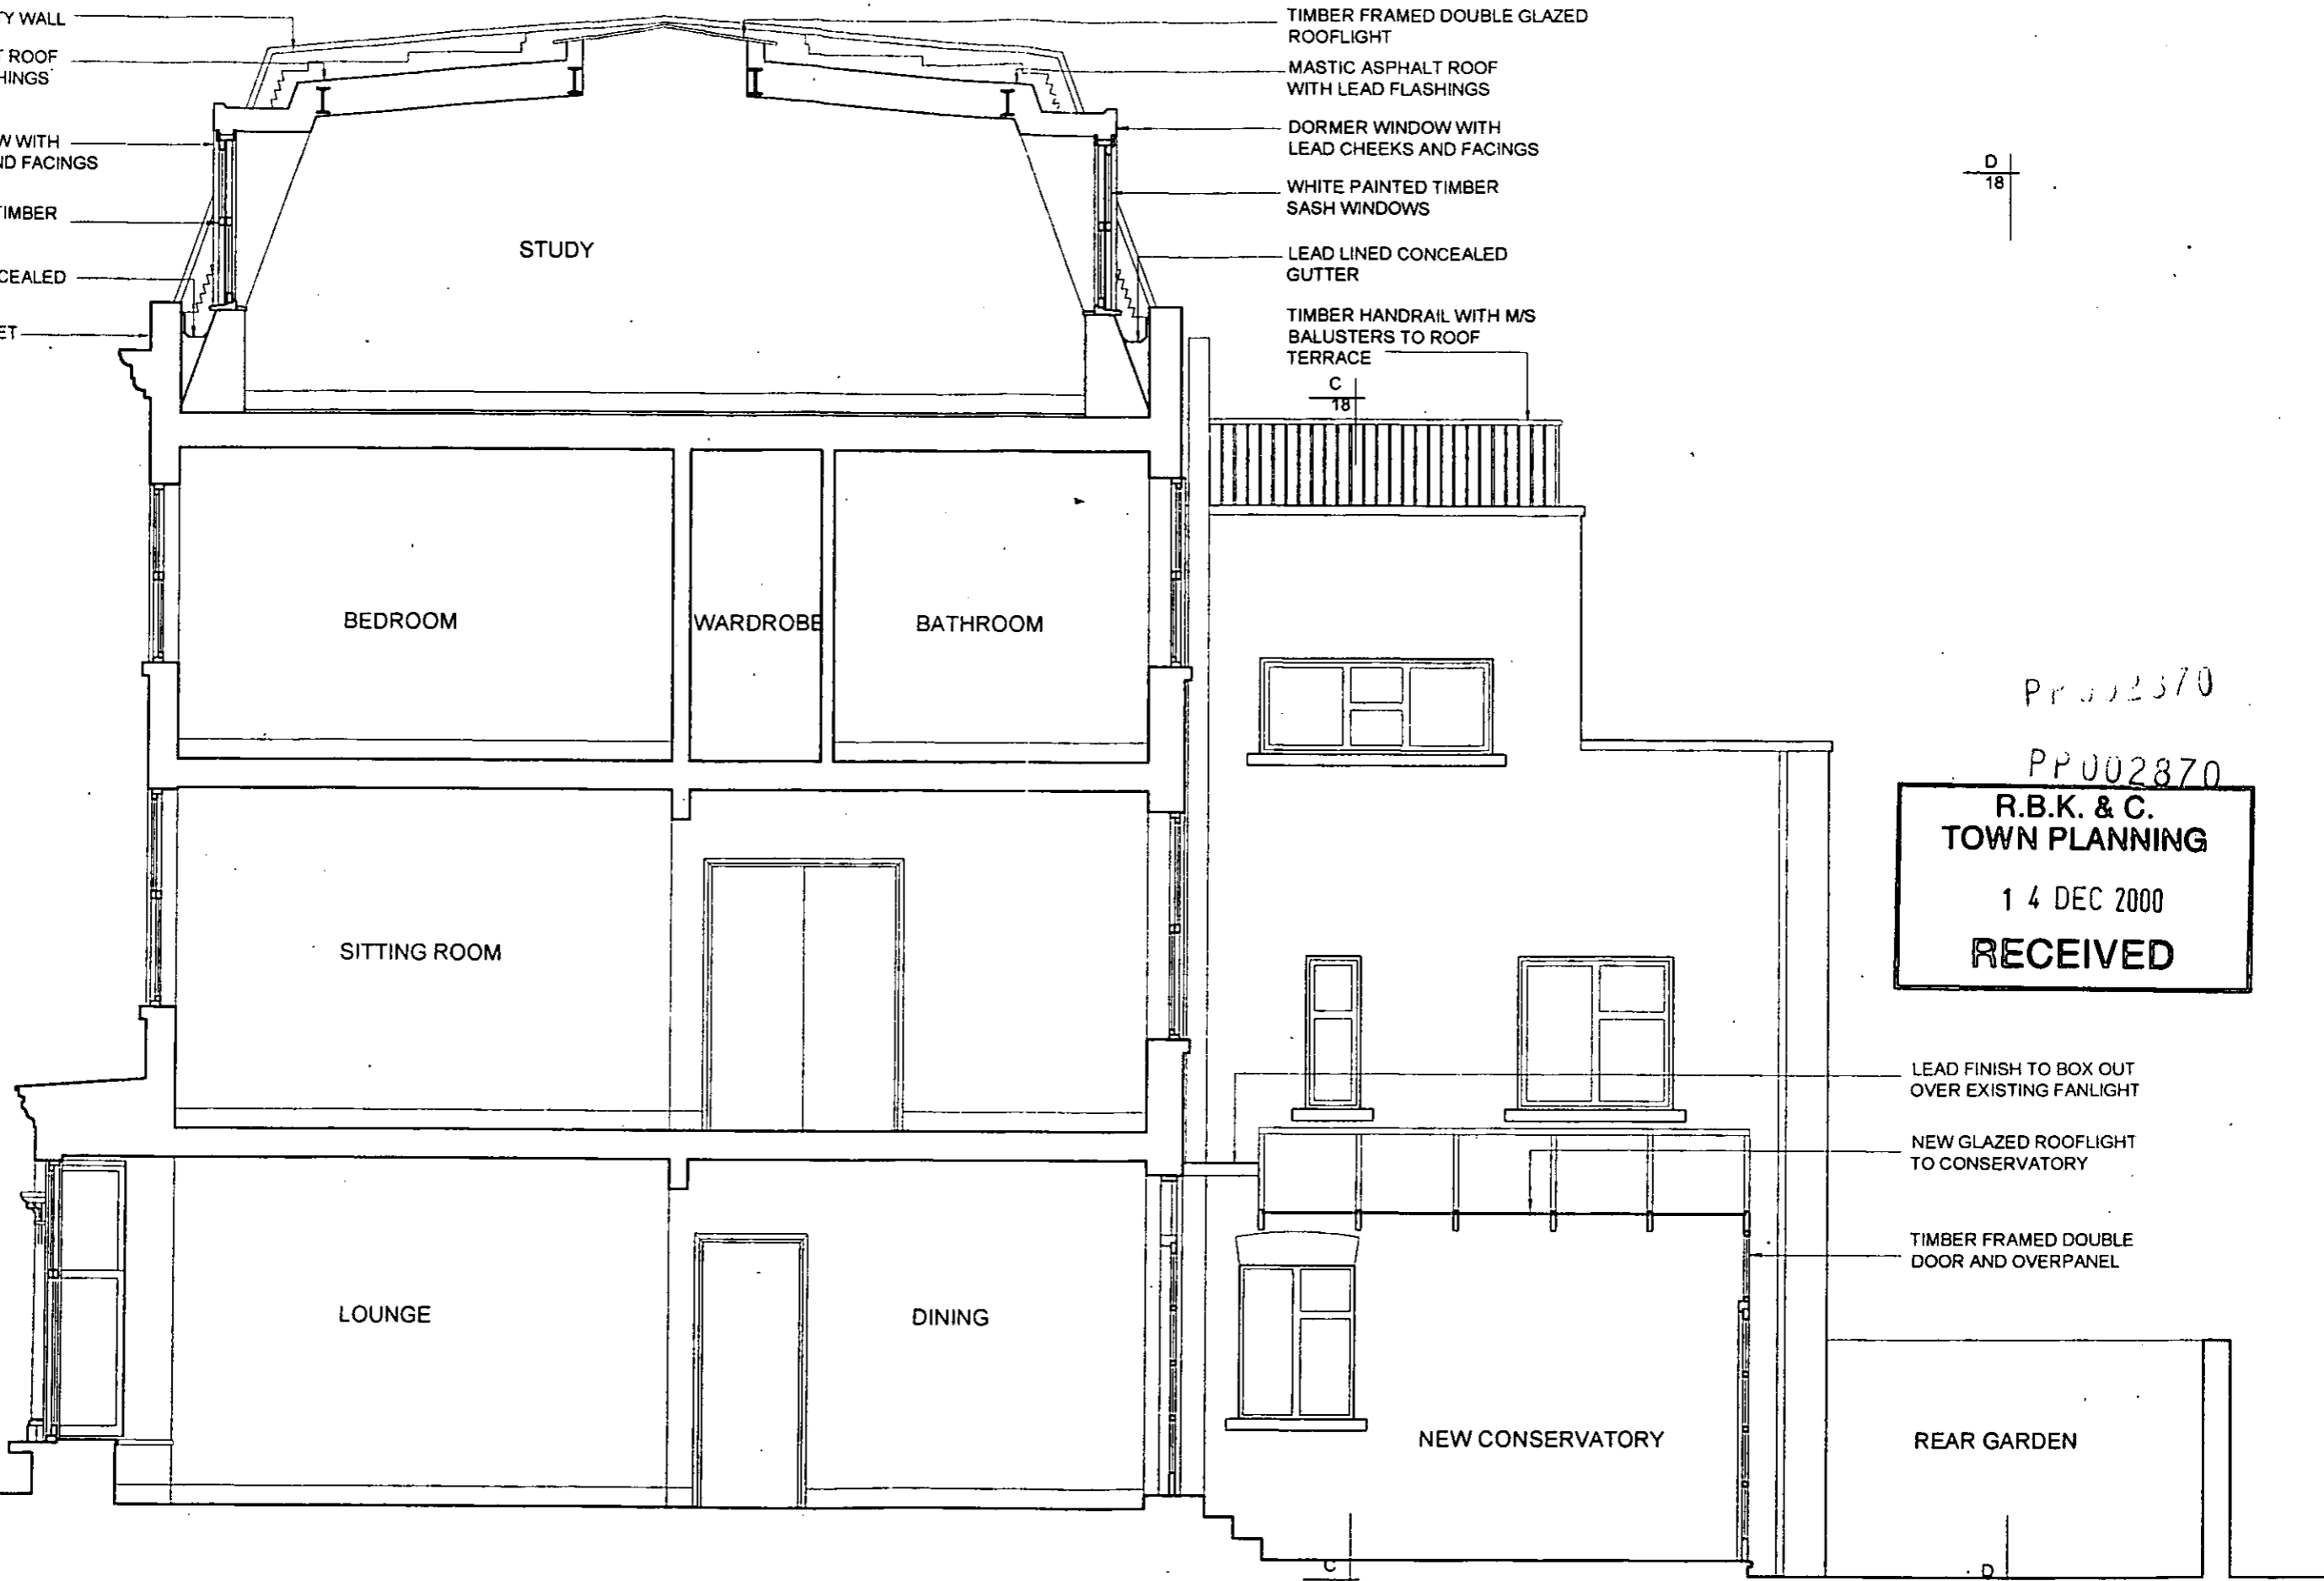 TY WALL
T ROOF
HINGS
W WITH
ND FACINGS
TIMBER
CEALED
ET
TIMBER FRAMED DOUBLE GLAZED
ROOFLIGHT
MASTIC ASPHALT ROOF
WITH LEAD FLASHINGS
DORMER WINDOW WITH
LEAD CHEEKS AND FACINGS
WHITE PAINTED TIMBER
SASH WINDOWS
LEAD LINED CONCEALED
GUTTER
TIMBER HANDRAIL WITH M/S
BALUSTERS TO ROOF
TERRACE
C
18
D
18
STUDY
BEDROOM
WARDROBE
BATHROOM
PP002870
R.B.K. & C.
TOWN PLANNING
14 DEC 2000
RECEIVED
SITTING ROOM
LEAD FINISH TO BOX OUT
OVER EXISTING FANLIGHT
NEW GLAZED ROOFLIGHT
TO CONSERVATORY
TIMBER FRAMED DOUBLE
DOOR AND OVERPANEL
LOUNGE
DINING
NEW CONSERVATORY
REAR GARDEN
C
D